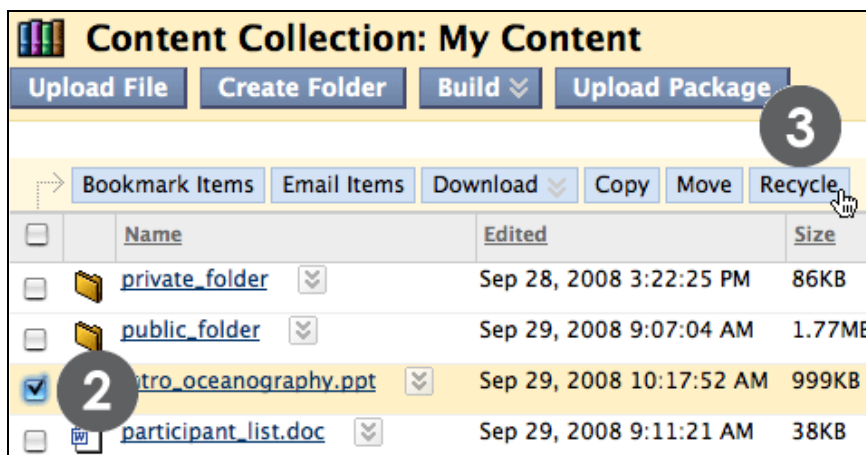 Content Collection: My Content
Upload File Create Folder Build Upload Package
3
Bookmark Items Email Items Download Copy Move Recycle
Name Edited Size
private_folder Sep 28, 2008 3:22:25 PM 86KB
public_folder Sep 29, 2008 9:07:04 AM 1.77MB
2 ntro_oceanography.ppt Sep 29, 2008 10:17:52 AM 999KB
participant_list.doc Sep 29, 2008 9:11:21 AM 38KB